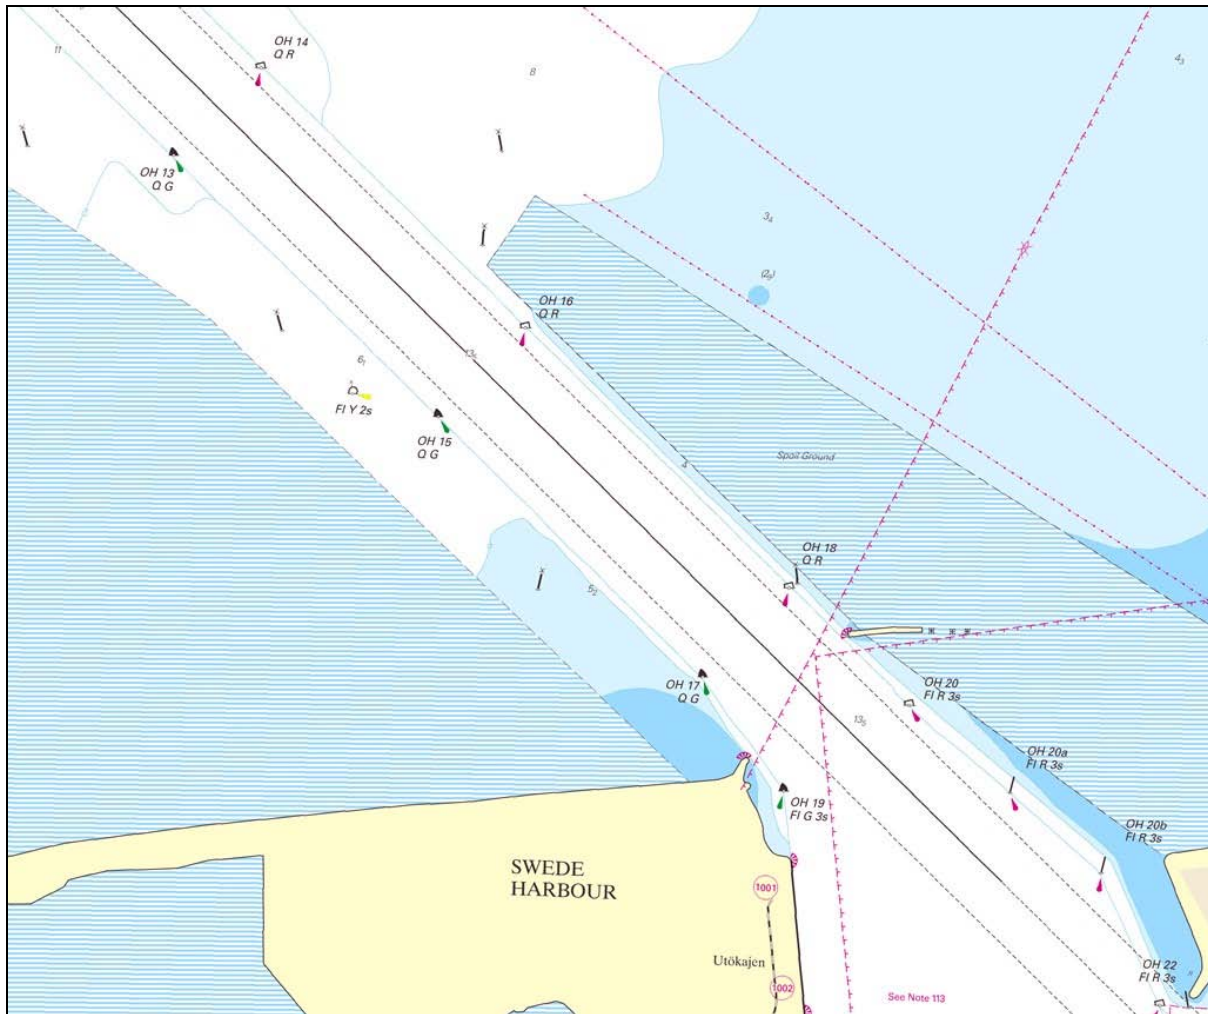 OH 14
Q R
11
8
4₃
OH 13
Q G
3₄
(2₉)
OH 16
Q R
13₅
6₁
Fl Y 2s
OH 15
Q G
Spoil Ground
4
OH 18
Q R
5₂
OH 17
Q G
OH 20
Fl R 3s
13₅
OH 20a
Fl R 3s
OH 19
Fl G 3s
OH 20b
Fl R 3s
SWEDE
HARBOUR
1001
Utökajen
1002
OH 22
Fl R 3s
See Note 113